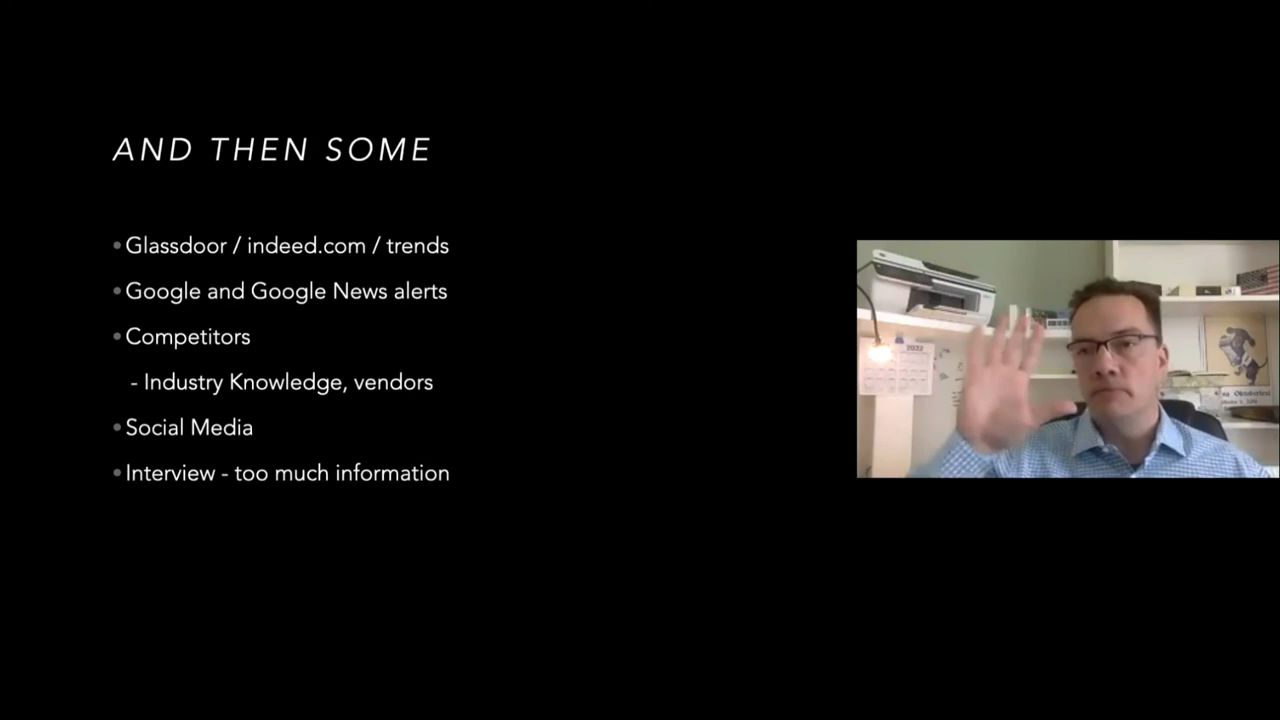 AND THEN SOME
•Glassdoor / indeed.com / trends
•Google and Google News alerts
•Competitors
- Industry Knowledge, vendors
•Social Media
•Interview - too much information
2022
Oktoberfest